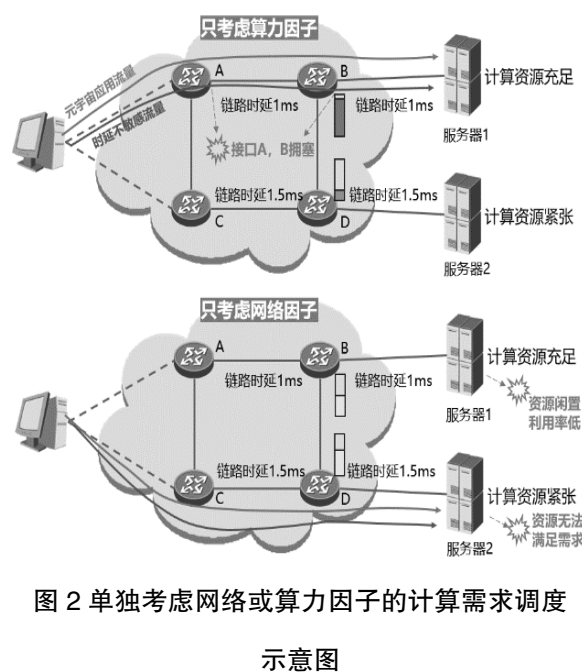 只考虑算力因子
A
B
元宇宙应用流量
时延不敏感流量
计算资源充足
链路时延1ms
链路时延1ms
服务器1
接口A，B拥塞
链路时延1.5ms
链路时延1.5ms
计算资源紧张
C
D
服务器2
只考虑网络因子
A
B
计算资源充足
链路时延1ms
链路时延1ms
资源闲置
利用率低
服务器1
链路时延1.5ms
链路时延1.5ms
C
D
计算资源紧张
资源无法
满足需求
服务器2
图 2 单独考虑网络或算力因子的计算需求调度
示意图